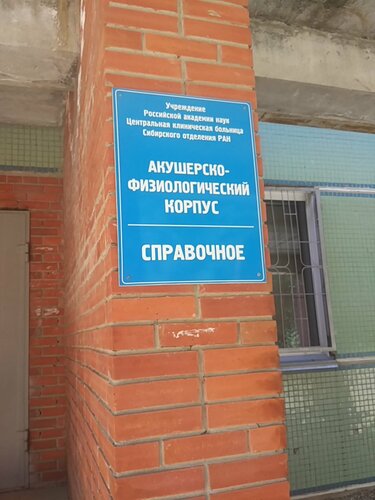 Учреждение
Российской академии наук
Центральная клиническая больница
Сибирского отделения РАН
АКУШЕРСКО-
ФИЗИОЛОГИЧЕСКИЙ
КОРПУС
СПРАВОЧНОЕ